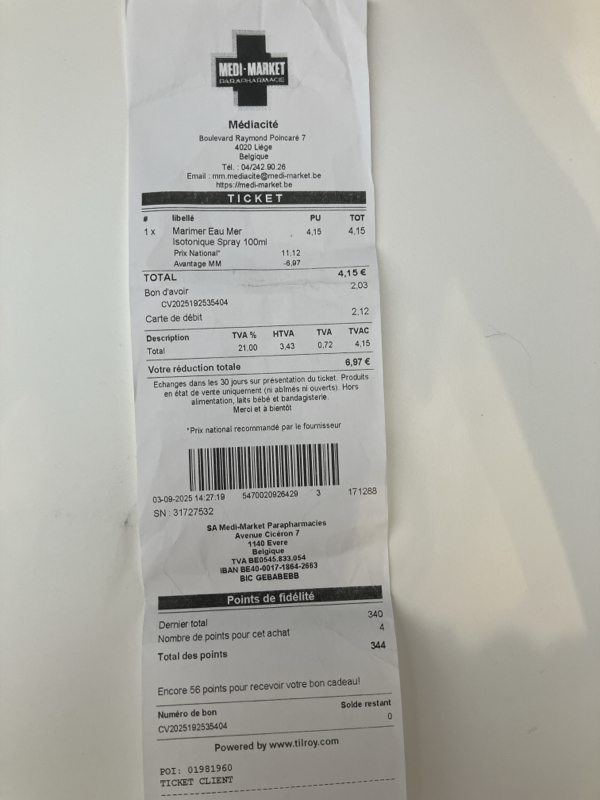 MEDI-MARKET
PARAPHARMACIE
Médiacité
Boulevard Raymond Poincaré 7
4020 Liège
Belgique
Tél. : 04/242.90.26
Email : mm.mediacite@medi-market.be
https://medi-market.be
TICKET
# libellé PU TOT
1 x Marimer Eau Mer 4,15 4,15
Isotonique Spray 100ml
Prix National* 11,12
Avantage MM -6,97
TOTAL 4,15 €
Bon d'avoir 2,03
CV2025192535404
Carte de débit 2,12
Description TVA % HTVA TVA TVAC
Total 21,00 3,43 0,72 4,15
Votre réduction totale 6,97 €
Echanges dans les 30 jours sur présentation du ticket. Produits
en état de vente uniquement (ni abîmés ni ouverts). Hors
alimentation, laits bébé et bandagisterie.
Merci et à bientôt
*Prix national recommandé par le fournisseur
03-09-2025 14:27:19 5470020926429 3 171288
SN : 31727532
SA Medi-Market Parapharmacies
Avenue Cicéron 7
1140 Evere
Belgique
TVA BE0545.833.054
IBAN BE40-0017-1864-2663
BIC GEBABEBB
Points de fidélité
Dernier total 340
Nombre de points pour cet achat 4
Total des points 344
Encore 56 points pour recevoir votre bon cadeau!
Numéro de bon Solde restant
CV2025192535404 0
Powered by www.tilroy.com
POI: 01981960
TICKET CLIENT